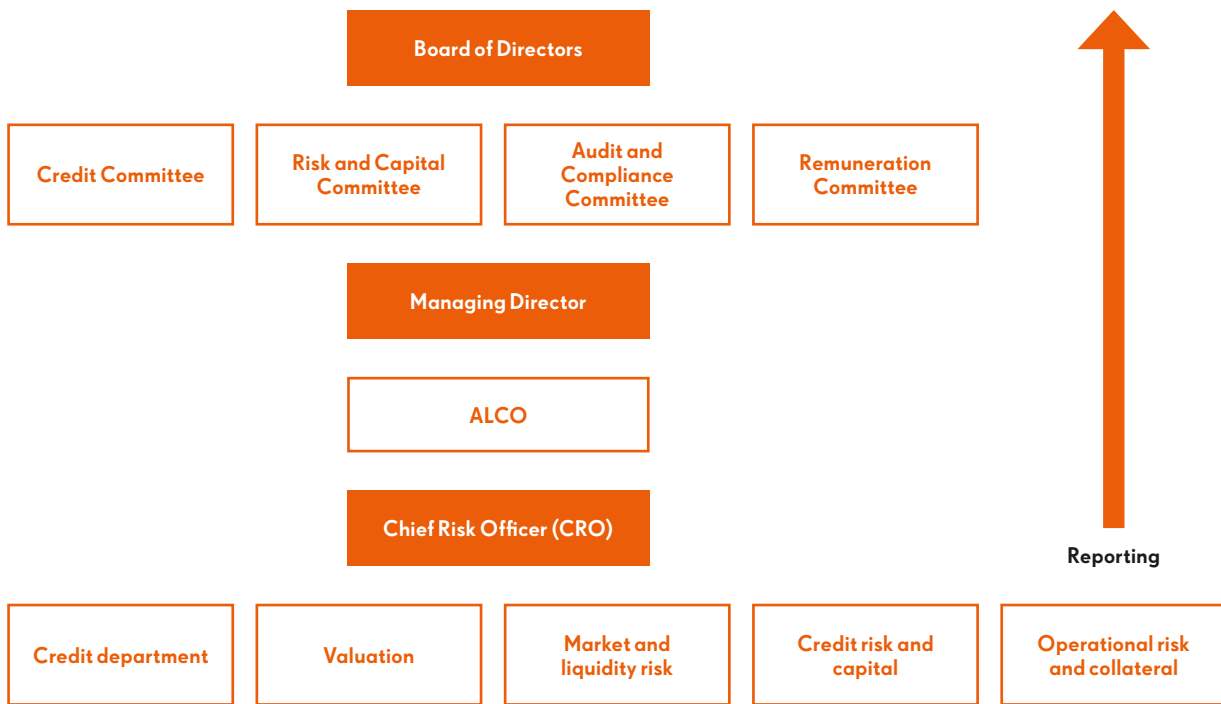 Board of Directors
Credit Committee
Risk and Capital
Committee
Audit and
Compliance
Committee
Remuneration
Committee
Managing Director
ALCO
Chief Risk Officer (CRO)
Reporting
Credit department
Valuation
Market and
liquidity risk
Credit risk and
capital
Operational risk
and collateral